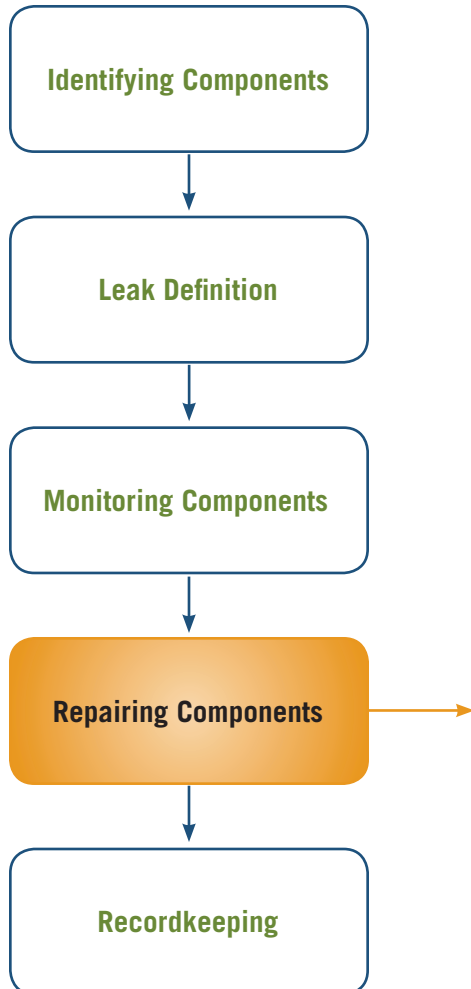 Identifying Components
Leak Definition
Monitoring Components
Repairing Components
Recordkeeping